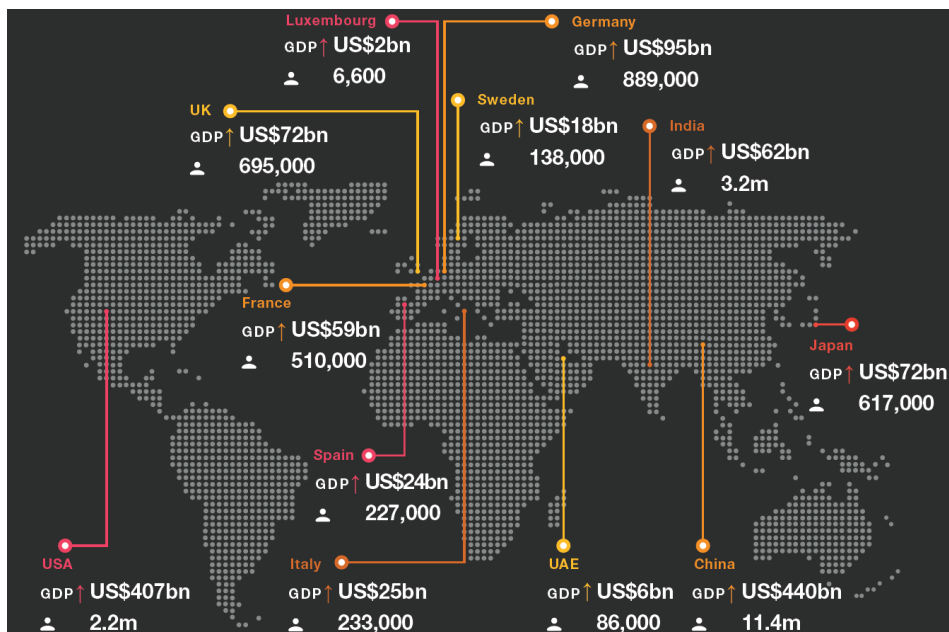 Luxembourg
GDP↑ US$2bn
6,600
Germany
GDP↑ US$95bn
889,000
UK
GDP↑ US$72bn
695,000
Sweden
GDP↑ US$18bn
138,000
India
GDP↑ US$62bn
3.2m
France
GDP↑ US$59bn
510,000
Japan
GDP↑ US$72bn
617,000
Spain
GDP↑ US$24bn
227,000
USA
GDP↑ US$407bn
2.2m
Italy
GDP↑ US$25bn
233,000
UAE
GDP↑ US$6bn
86,000
China
GDP↑ US$440bn
11.4m